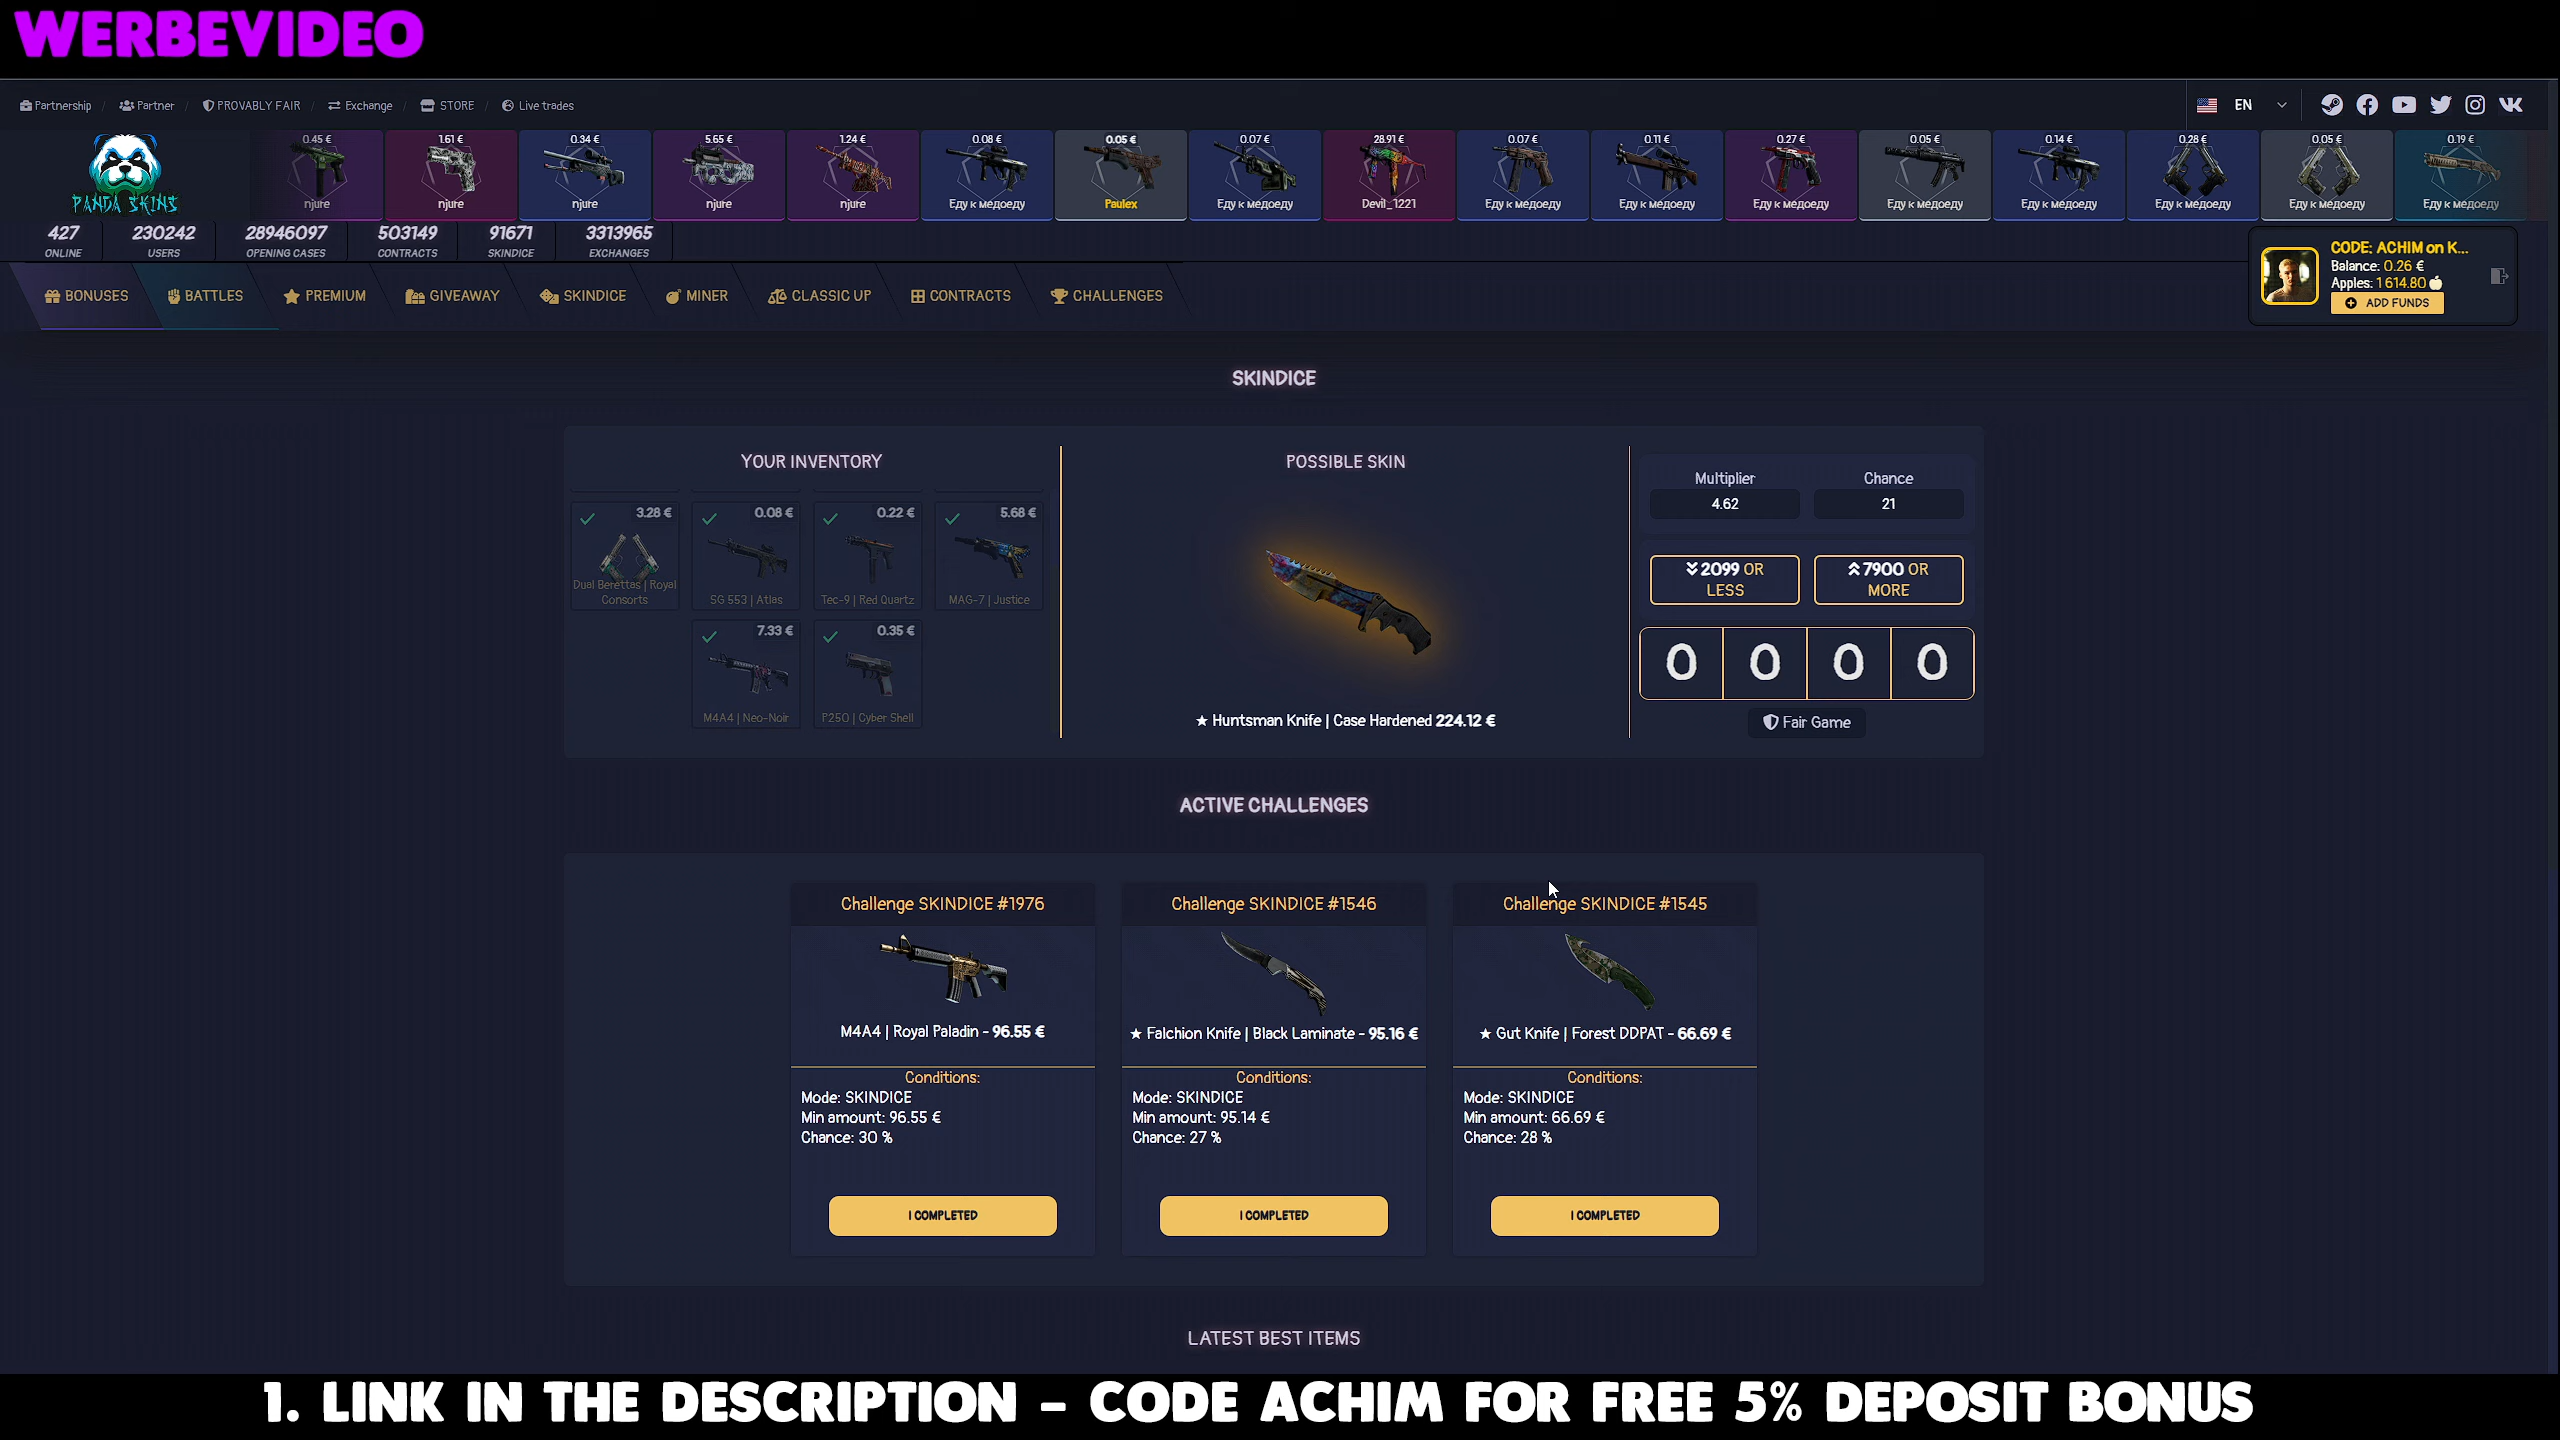 WERBEVIDEO
Partnership / Partner / PROVABLY FAIR / Exchange / STORE / Live trades
EN
PANDA SKINS
0.45 € 1.61 € 0.34 € 5.65 € 1.24 € 0.08 € 0.05 € 0.07 € 28.91 € 0.07 € 0.11 € 0.27 € 0.05 € 0.14 € 0.28 € 0.05 € 0.19 €
njure njure njure njure njure Еду к медоеду Paulex Еду к медоеду Devil_1221 Еду к медоеду Еду к медоеду Еду к медоеду Еду к медоеду Еду к медоеду Еду к медоеду Еду к медоеду Еду к медоеду
427 230242 28946097 503149 91671 3313965
ONLINE USERS OPENING CASES CONTRACTS SKINDICE EXCHANGES
CODE: ACHIM on K...
Balance: 0.26 €
Apples: 1 614.80
ADD FUNDS
BONUSES BATTLES PREMIUM GIVEAWAY SKINDICE MINER CLASSIC UP CONTRACTS CHALLENGES
SKINDICE
YOUR INVENTORY
3.28 € 0.08 € 0.22 € 5.68 €
Dual Berettas | Royal
Consorts SG 553 | Atlas Tec-9 | Red Quartz MAG-7 | Justice
7.33 € 0.35 €
M4A4 | Neo-Noir P250 | Cyber Shell
POSSIBLE SKIN
★ Huntsman Knife | Case Hardened 224.12 €
Multiplier Chance
4.62 21
2099 OR
LESS
7900 OR
MORE
0 0 0 0
Fair Game
ACTIVE CHALLENGES
Challenge SKINDICE #1976
M4A4 | Royal Paladin - 96.55 €
Conditions:
Mode: SKINDICE
Min amount: 96.55 €
Chance: 30 %
I COMPLETED
Challenge SKINDICE #1546
★ Falchion Knife | Black Laminate - 95.16 €
Conditions:
Mode: SKINDICE
Min amount: 95.14 €
Chance: 27 %
I COMPLETED
Challenge SKINDICE #1545
★ Gut Knife | Forest DDPAT - 66.69 €
Conditions:
Mode: SKINDICE
Min amount: 66.69 €
Chance: 28 %
I COMPLETED
LATEST BEST ITEMS
1. LINK IN THE DESCRIPTION - CODE ACHIM FOR FREE 5% DEPOSIT BONUS